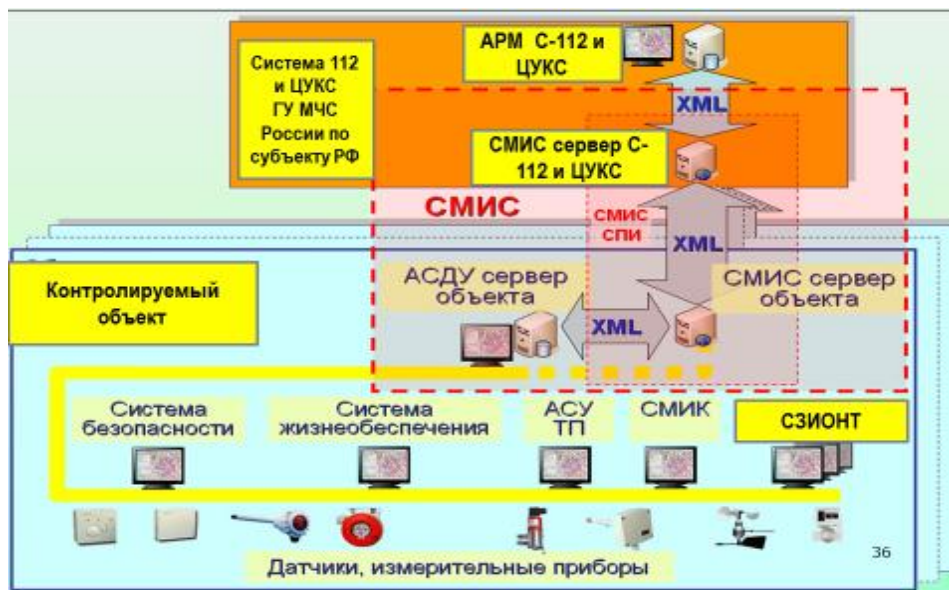 АРМ С-112 и
ЦУКС
Система 112
и ЦУКС
ГУ МЧС
России по
субъекту РФ
XML
СМИС сервер С-
112 и ЦУКС
СМИС
СМИС
СПИ
XML
Контролируемый
объект
АСДУ сервер
объекта
СМИС сервер
объекта
XML
Система
безопасности
Система
жизнеобеспечения
АСУ
ТП
СМИК
СЗИОНТ
Датчики, измерительные приборы
36